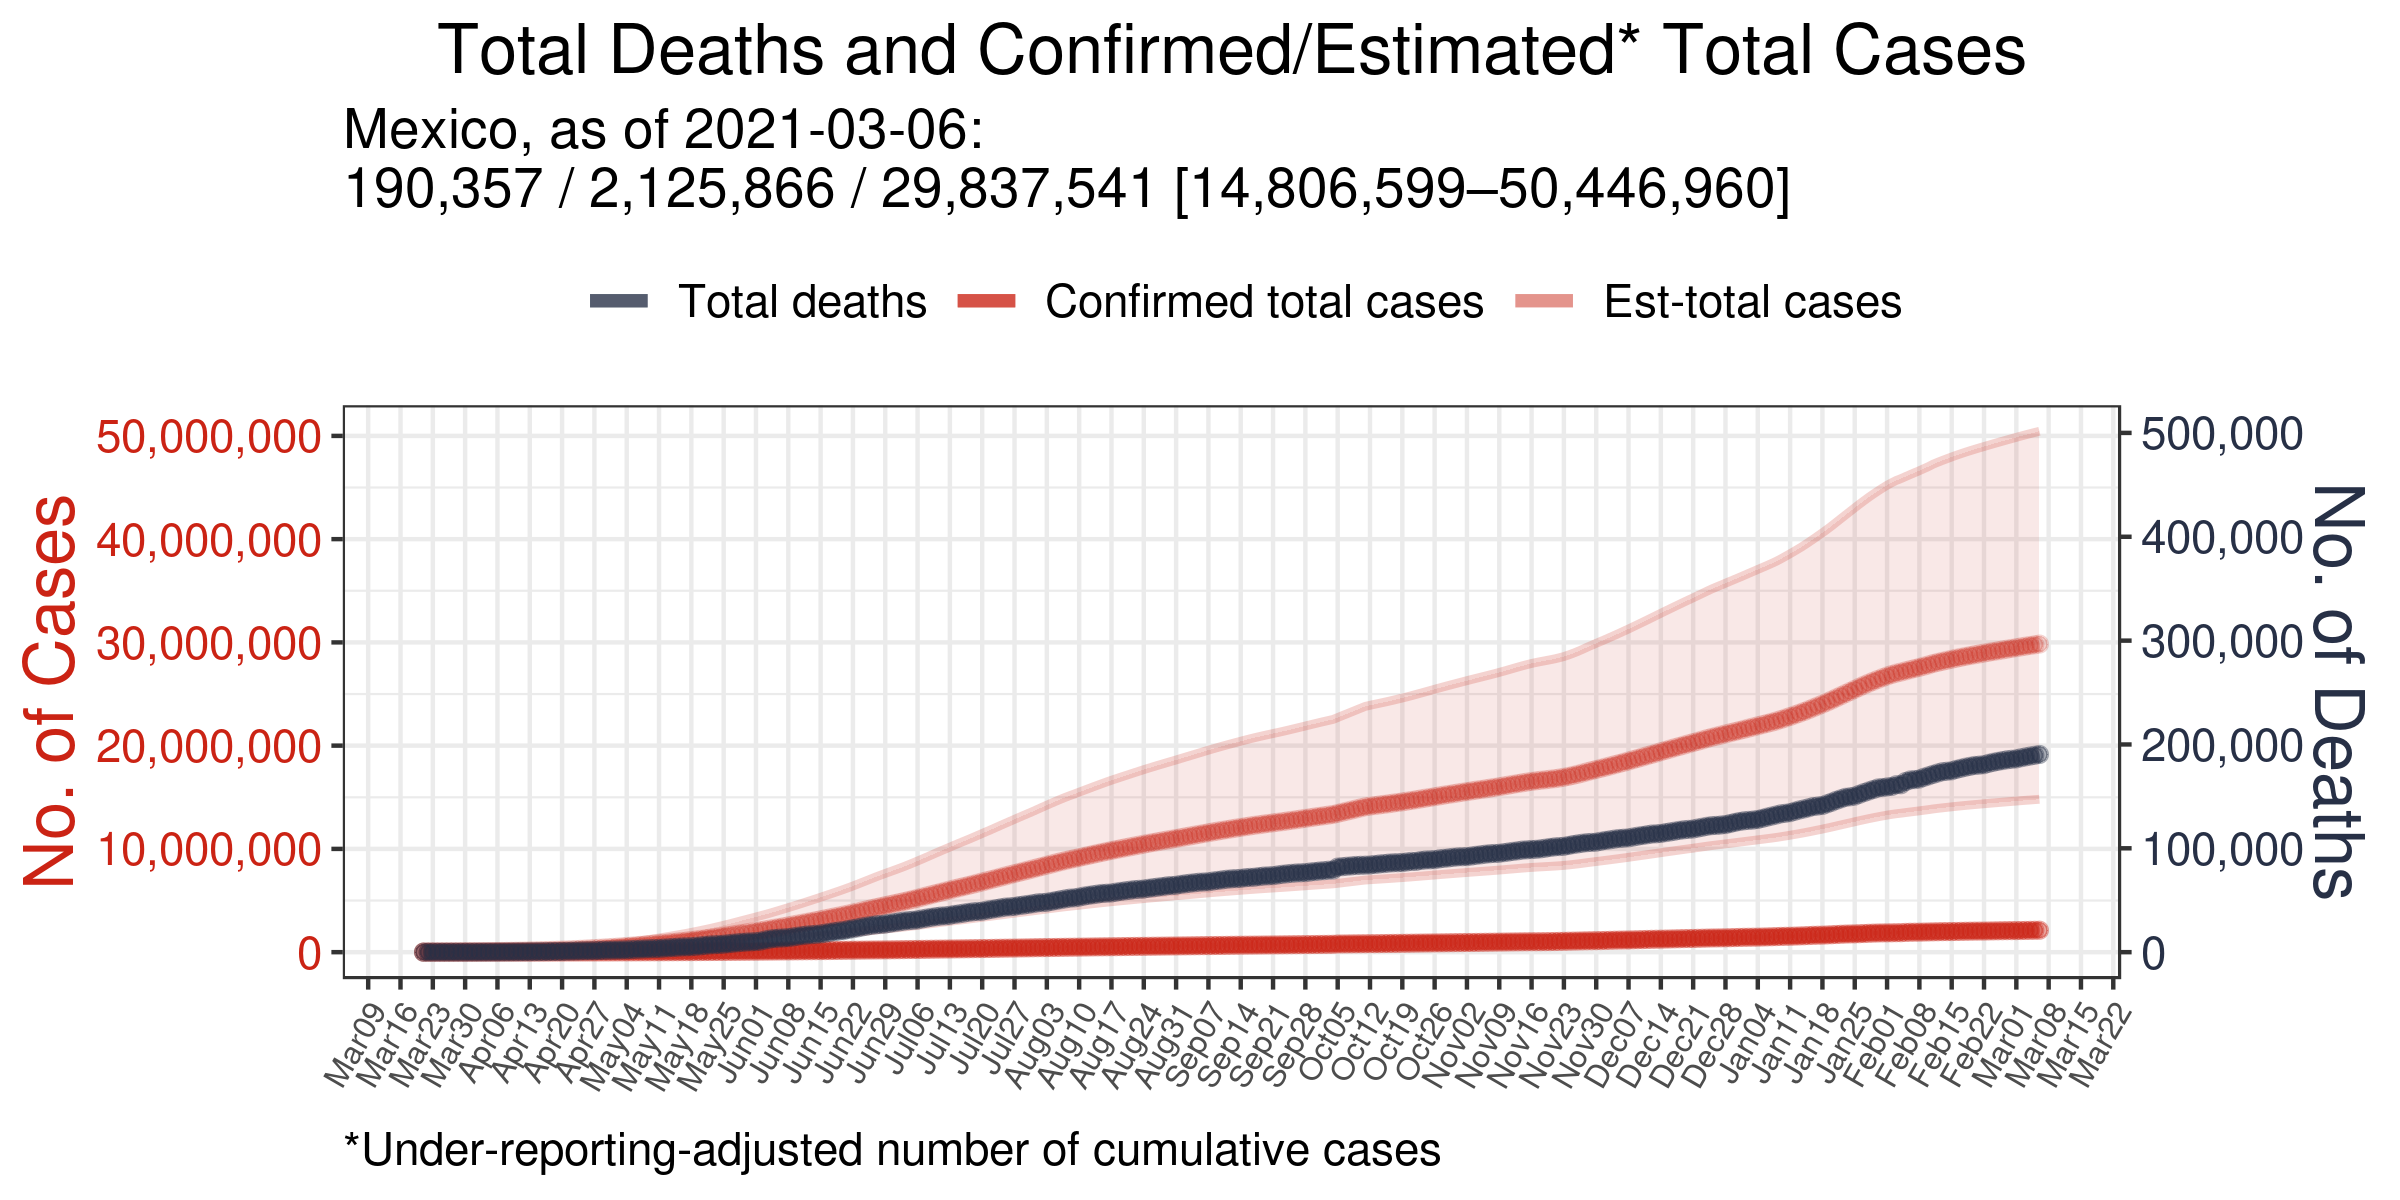 Total Deaths and Confirmed/Estimated* Total Cases
Mexico, as of 2021-03-06:
190,357 / 2,125,866 / 29,837,541 [14,806,599–50,446,960]
Total deaths
Confirmed total cases
Est-total cases
No. of Cases
50,000,000
40,000,000
30,000,000
20,000,000
10,000,000
0
500,000
400,000
300,000
200,000
100,000
0
No. of Deaths
Mar09
Mar16
Mar23
Mar30
Apr06
Apr13
Apr20
Apr27
May04
May11
May18
May25
Jun01
Jun08
Jun15
Jun22
Jun29
Jul06
Jul13
Jul20
Jul27
Aug03
Aug10
Aug17
Aug24
Aug31
Sep07
Sep14
Sep21
Sep28
Oct05
Oct12
Oct19
Oct26
Nov02
Nov09
Nov16
Nov23
Nov30
Dec07
Dec14
Dec21
Dec28
Jan04
Jan11
Jan18
Jan25
Feb01
Feb08
Feb15
Feb22
Mar01
Mar08
Mar15
Mar22
*Under-reporting-adjusted number of cumulative cases